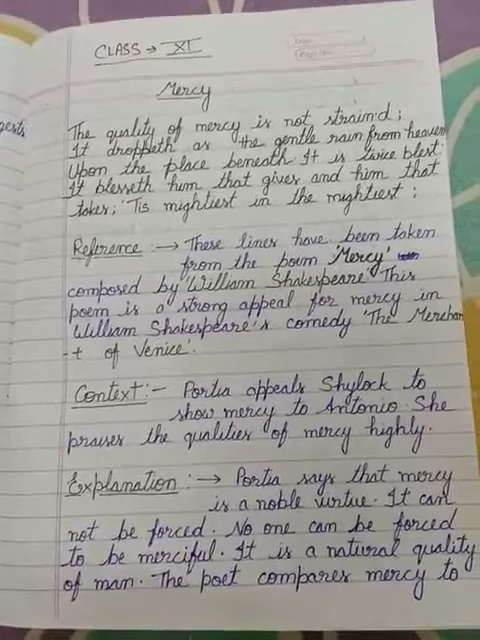 CLASS → XI
gests
Mercy
The quality of mercy is not strain'd;
It droppeth as the gentle rain from heaven
Upon the place beneath. It is twice blest.
It blesseth him that gives and him that
takes; 'Tis mightiest in the mightiest;
Reference :→ These lines have been taken
from the poem 'Mercy'
composed by 'William Shakespeare' This
poem is a strong appeal for mercy in
William Shakespeare's comedy 'The Merchan
-t of Venice'.
Context:- Portia appeals Shylock to
show mercy to Antonio. She
praises the qualities of mercy highly.
Explanation :→ Portia says that mercy
is a noble virtue. It can
not be forced. No one can be forced
to be merciful. It is a natural quality
of man. The poet compares mercy to